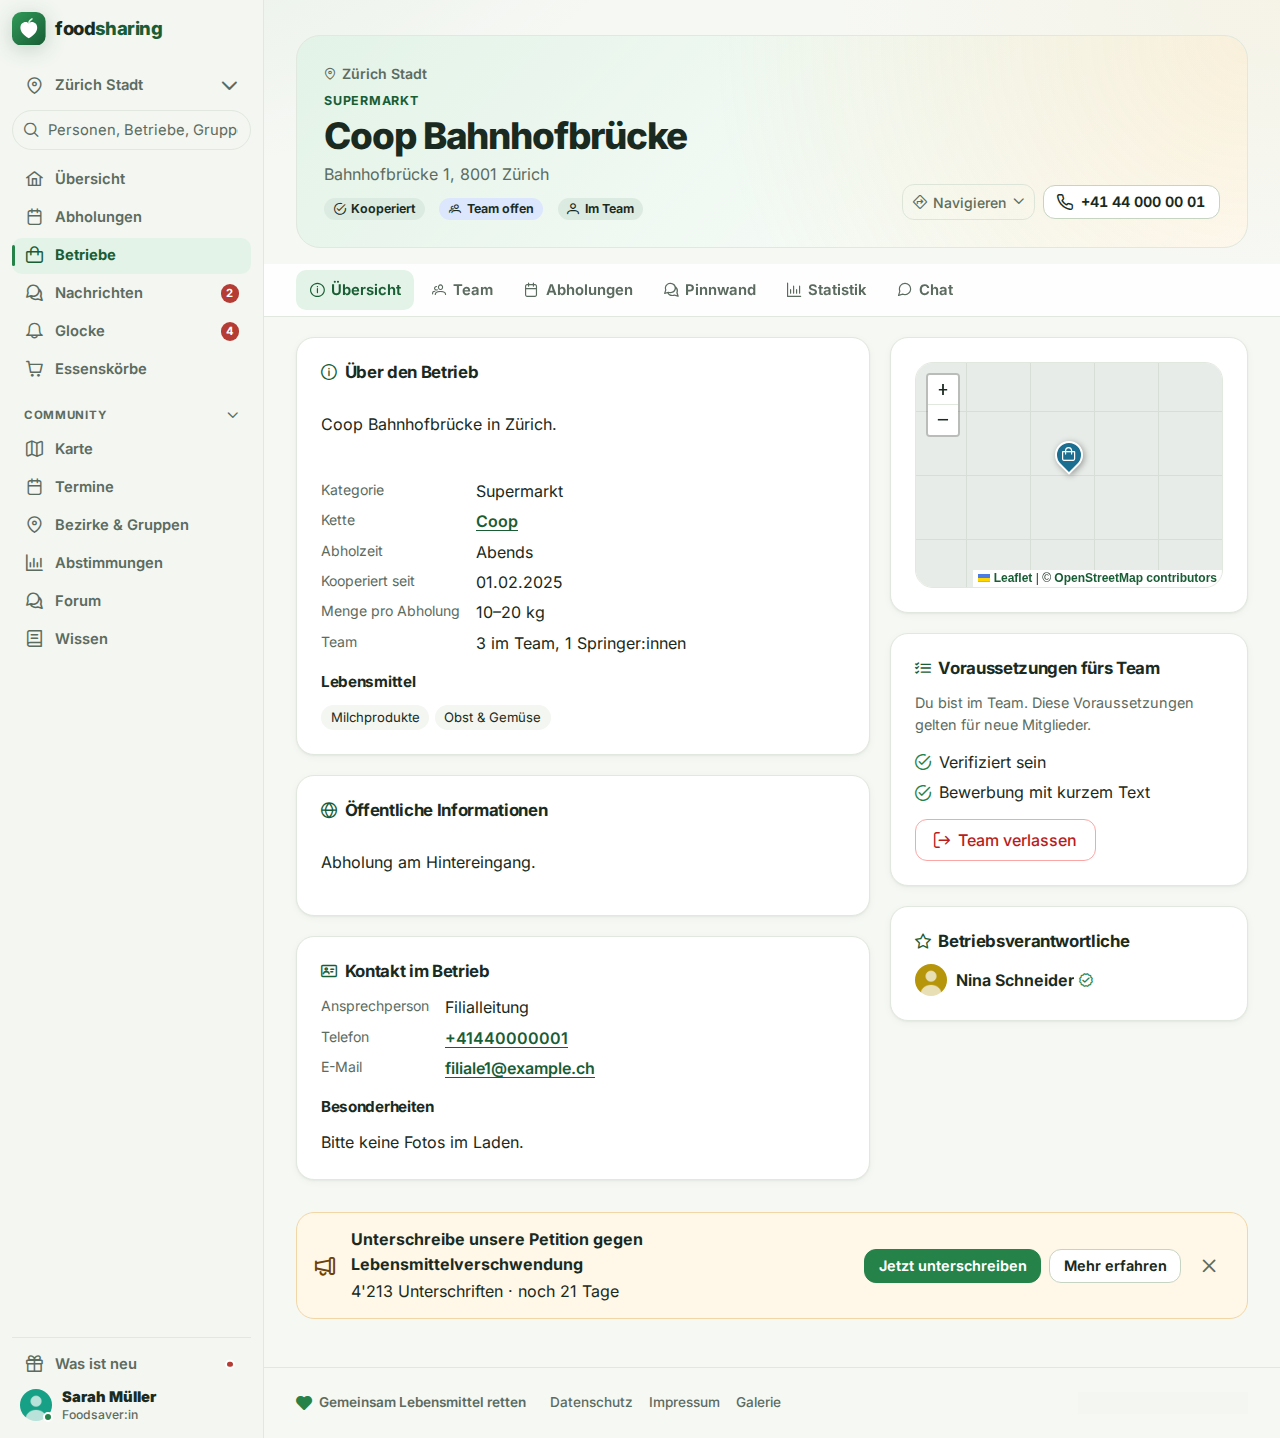 foodsharing
Zürich Stadt
Personen, Betriebe, Grupp
Übersicht
Abholungen
Betriebe
Nachrichten 2
Glocke 4
Essenskörbe
COMMUNITY
Karte
Termine
Bezirke & Gruppen
Abstimmungen
Forum
Wissen
Was ist neu
Sarah Müller
Foodsaver:in
Zürich Stadt
SUPERMARKT
Coop Bahnhofbrücke
Bahnhofbrücke 1, 8001 Zürich
Kooperiert Team offen Im Team
Navigieren +41 44 000 00 01
Übersicht Team Abholungen Pinnwand Statistik Chat
Über den Betrieb
Coop Bahnhofbrücke in Zürich.
Kategorie Supermarkt
Kette Coop
Abholzeit Abends
Kooperiert seit 01.02.2025
Menge pro Abholung 10–20 kg
Team 3 im Team, 1 Springer:innen
Lebensmittel
Milchprodukte Obst & Gemüse
Öffentliche Informationen
Abholung am Hintereingang.
Kontakt im Betrieb
Ansprechperson Filialleitung
Telefon +41440000001
E-Mail filiale1@example.ch
Besonderheiten
Bitte keine Fotos im Laden.
+
−
Leaflet | © OpenStreetMap contributors
Voraussetzungen fürs Team
Du bist im Team. Diese Voraussetzungen
gelten für neue Mitglieder.
Verifiziert sein
Bewerbung mit kurzem Text
Team verlassen
Betriebsverantwortliche
Nina Schneider
Unterschreibe unsere Petition gegen
Lebensmittelverschwendung
4'213 Unterschriften · noch 21 Tage
Jetzt unterschreiben Mehr erfahren
Gemeinsam Lebensmittel retten Datenschutz Impressum Galerie